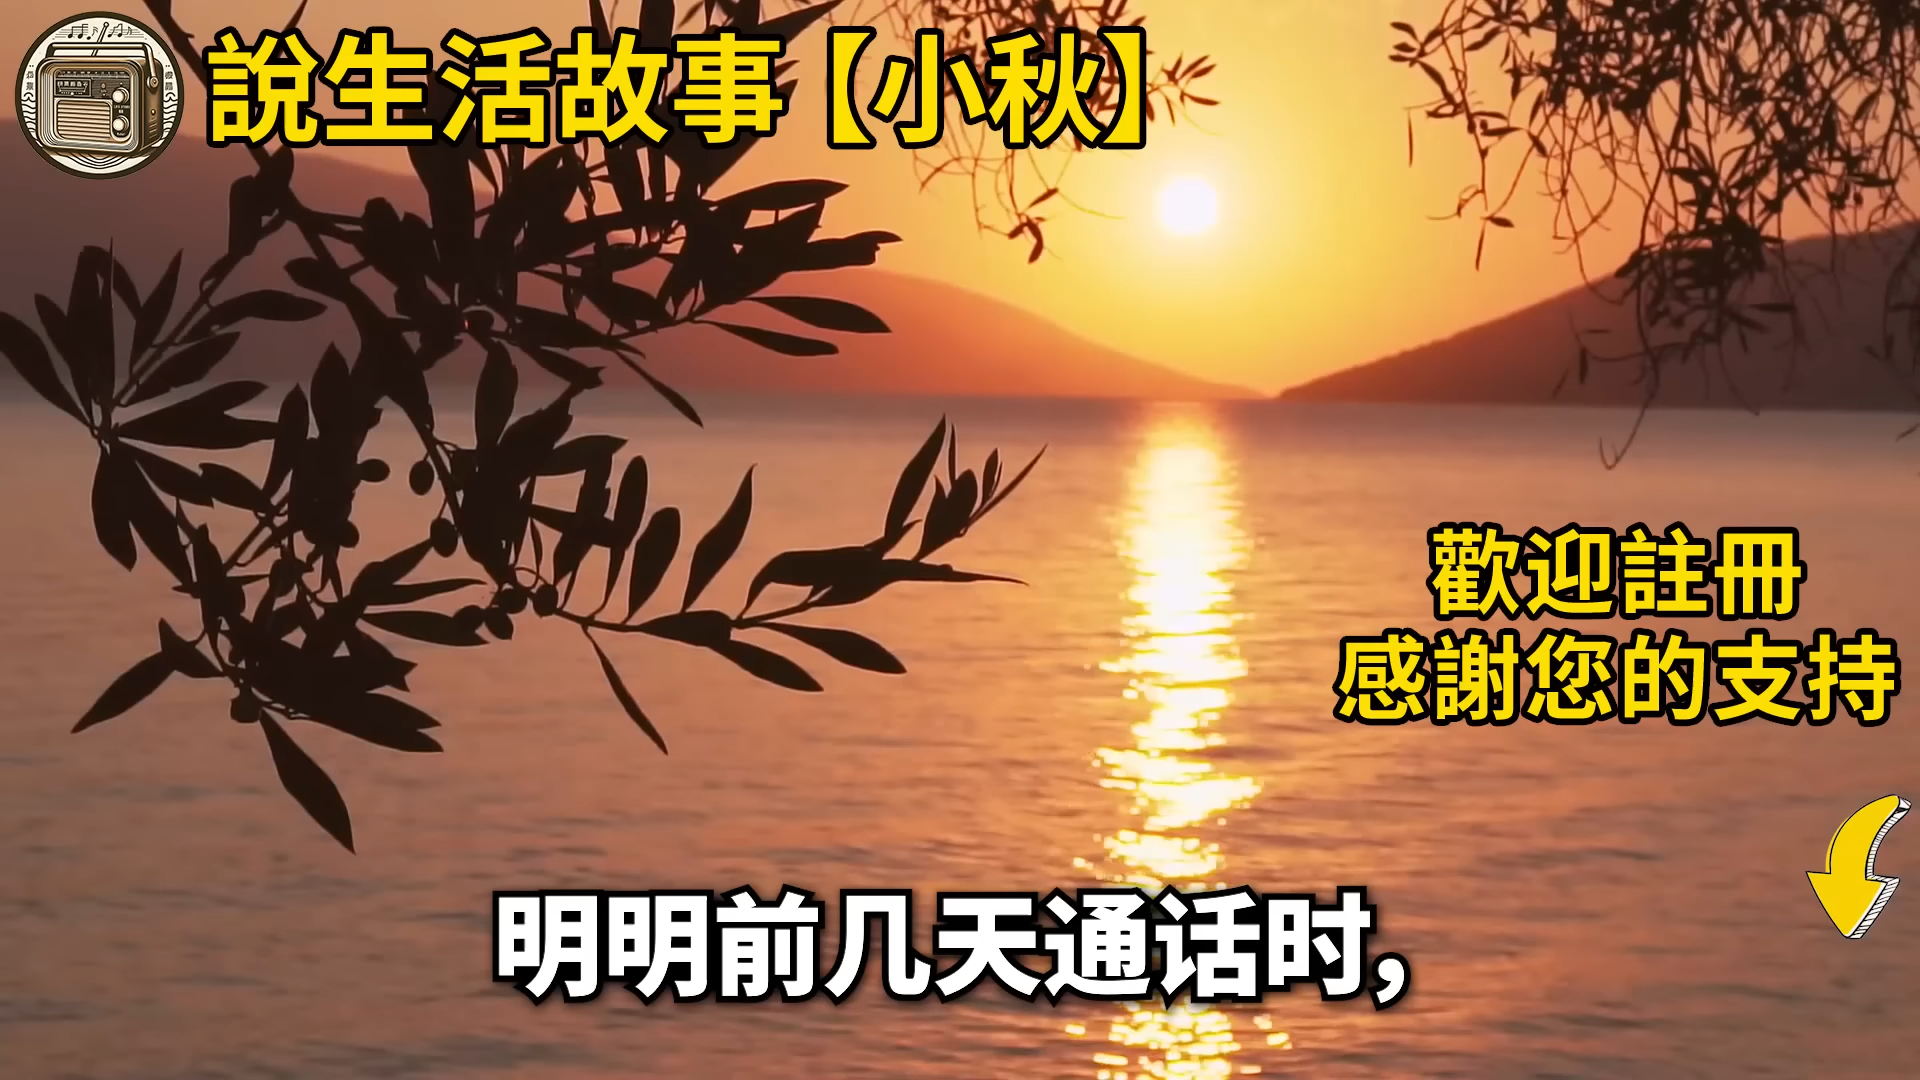 說生活故事【小秋】
歡迎註冊
感謝您的支持
明明前几天通话时，